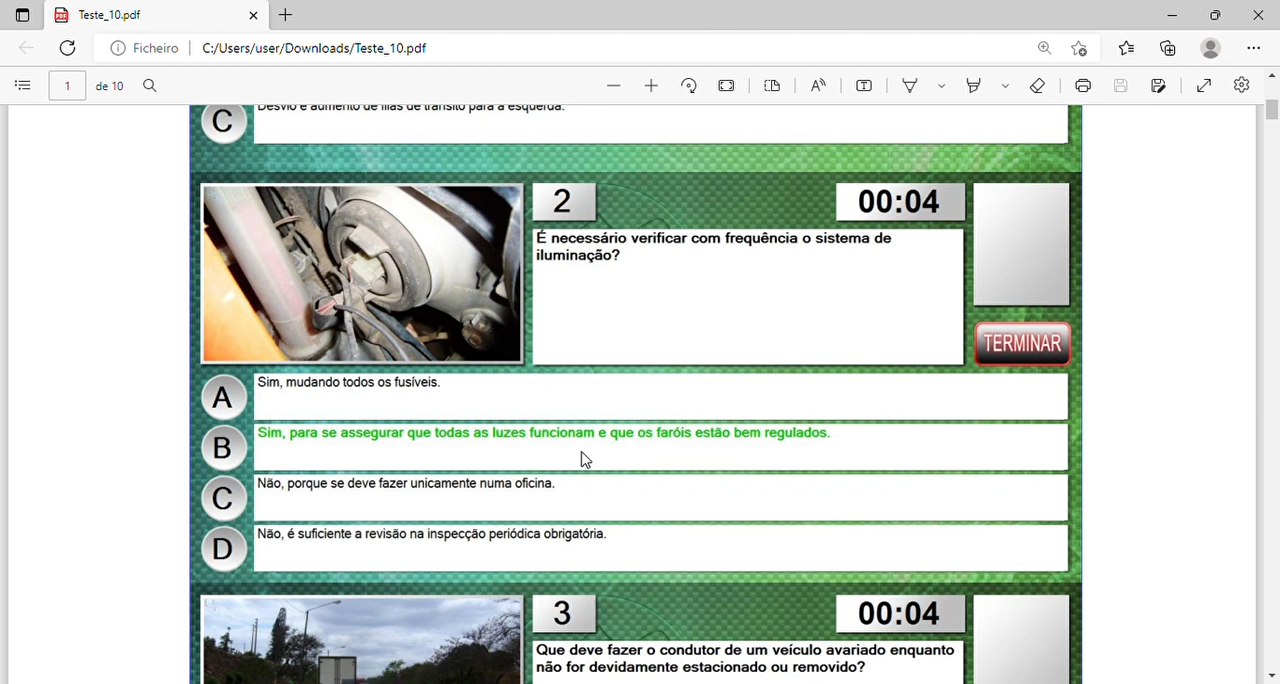 Teste_10.pdf
Ficheiro
C:/Users/user/Downloads/Teste_10.pdf
1
de 10
C
Desvio e aumento de filas de trânsito para a esquerda.
2
00:04
É necessário verificar com frequência o sistema de
iluminação?
TERMINAR
A
Sim, mudando todos os fusíveis.
B
Sim, para se assegurar que todas as luzes funcionam e que os faróis estão bem regulados.
C
Não, porque se deve fazer unicamente numa oficina.
D
Não, é suficiente a revisão na inspecção periódica obrigatória.
3
00:04
Que deve fazer o condutor de um veículo avariado enquanto
não for devidamente estacionado ou removido?